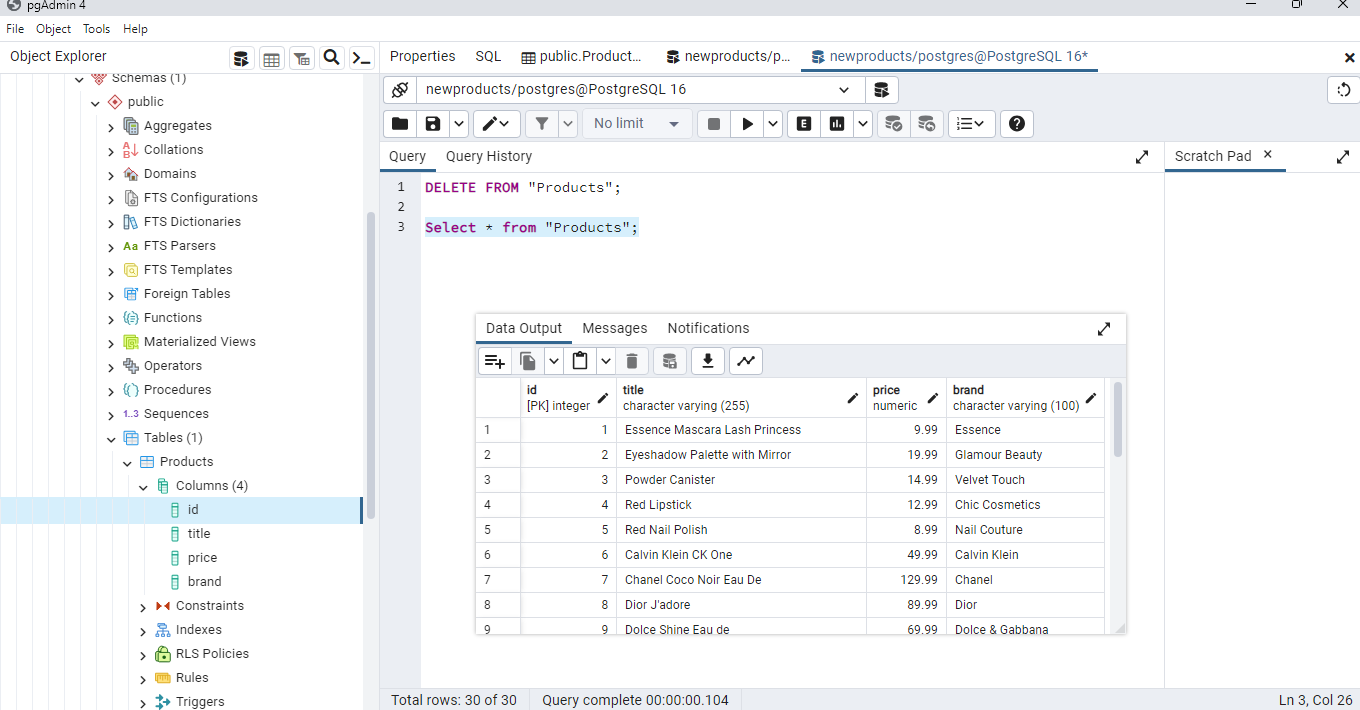 pgAdmin 4
File Object Tools Help
Object Explorer
Properties SQL public.Product... newproducts/p... newproducts/postgres@PostgreSQL 16*
Schemas (1)
public
Aggregates
Collations
Domains
FTS Configurations
FTS Dictionaries
Aa FTS Parsers
FTS Templates
Foreign Tables
Functions
Materialized Views
Operators
Procedures
1..3 Sequences
Tables (1)
Products
Columns (4)
id
title
price
brand
Constraints
Indexes
RLS Policies
Rules
Triggers
newproducts/postgres@PostgreSQL 16
No limit
E
Query Query History
Scratch Pad
1 DELETE FROM "Products";
2
3 Select * from "Products";
Data Output Messages Notifications
id title price brand
[PK] integer character varying (255) numeric character varying (100)
1 1 Essence Mascara Lash Princess 9.99 Essence
2 2 Eyeshadow Palette with Mirror 19.99 Glamour Beauty
3 3 Powder Canister 14.99 Velvet Touch
4 4 Red Lipstick 12.99 Chic Cosmetics
5 5 Red Nail Polish 8.99 Nail Couture
6 6 Calvin Klein CK One 49.99 Calvin Klein
7 7 Chanel Coco Noir Eau De 129.99 Chanel
8 8 Dior J'adore 89.99 Dior
9 9 Dolce Shine Eau de 69.99 Dolce & Gabbana
Total rows: 30 of 30 Query complete 00:00:00.104 Ln 3, Col 26